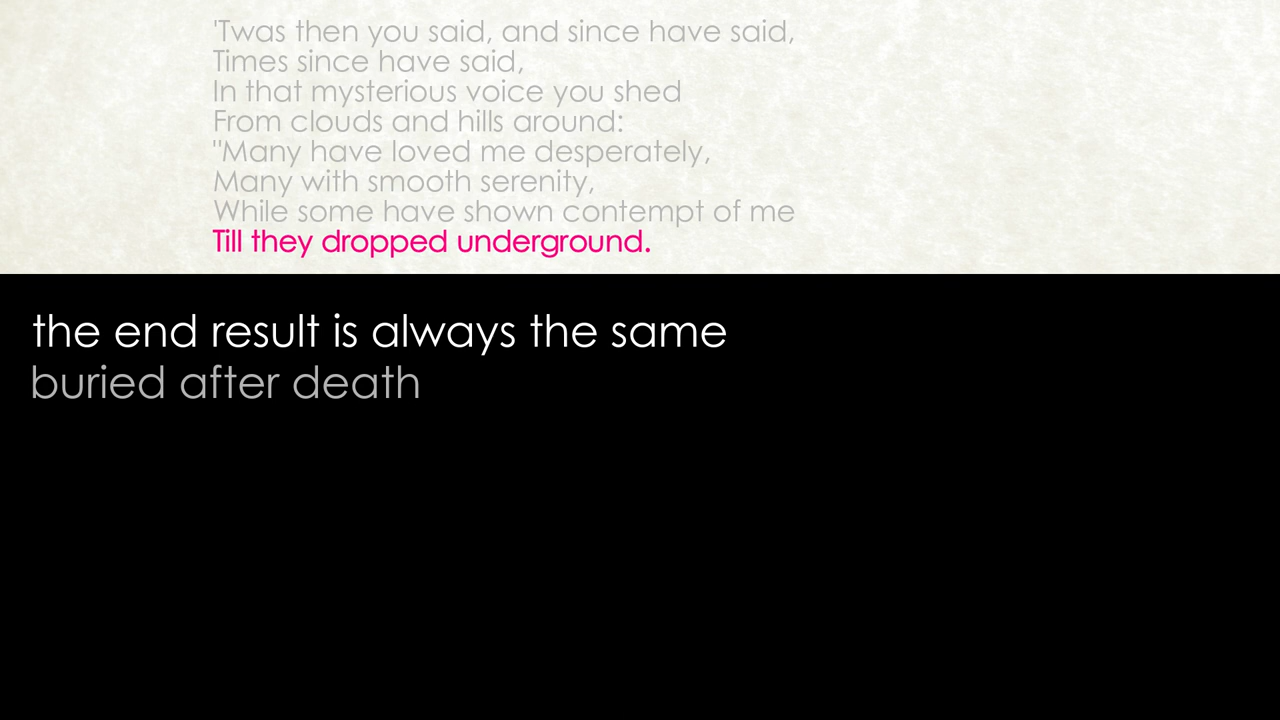 'Twas then you said, and since have said,
Times since have said,
In that mysterious voice you shed
From clouds and hills around:
"Many have loved me desperately,
Many with smooth serenity,
While some have shown contempt of me
Till they dropped underground.
the end result is always the same
buried after death